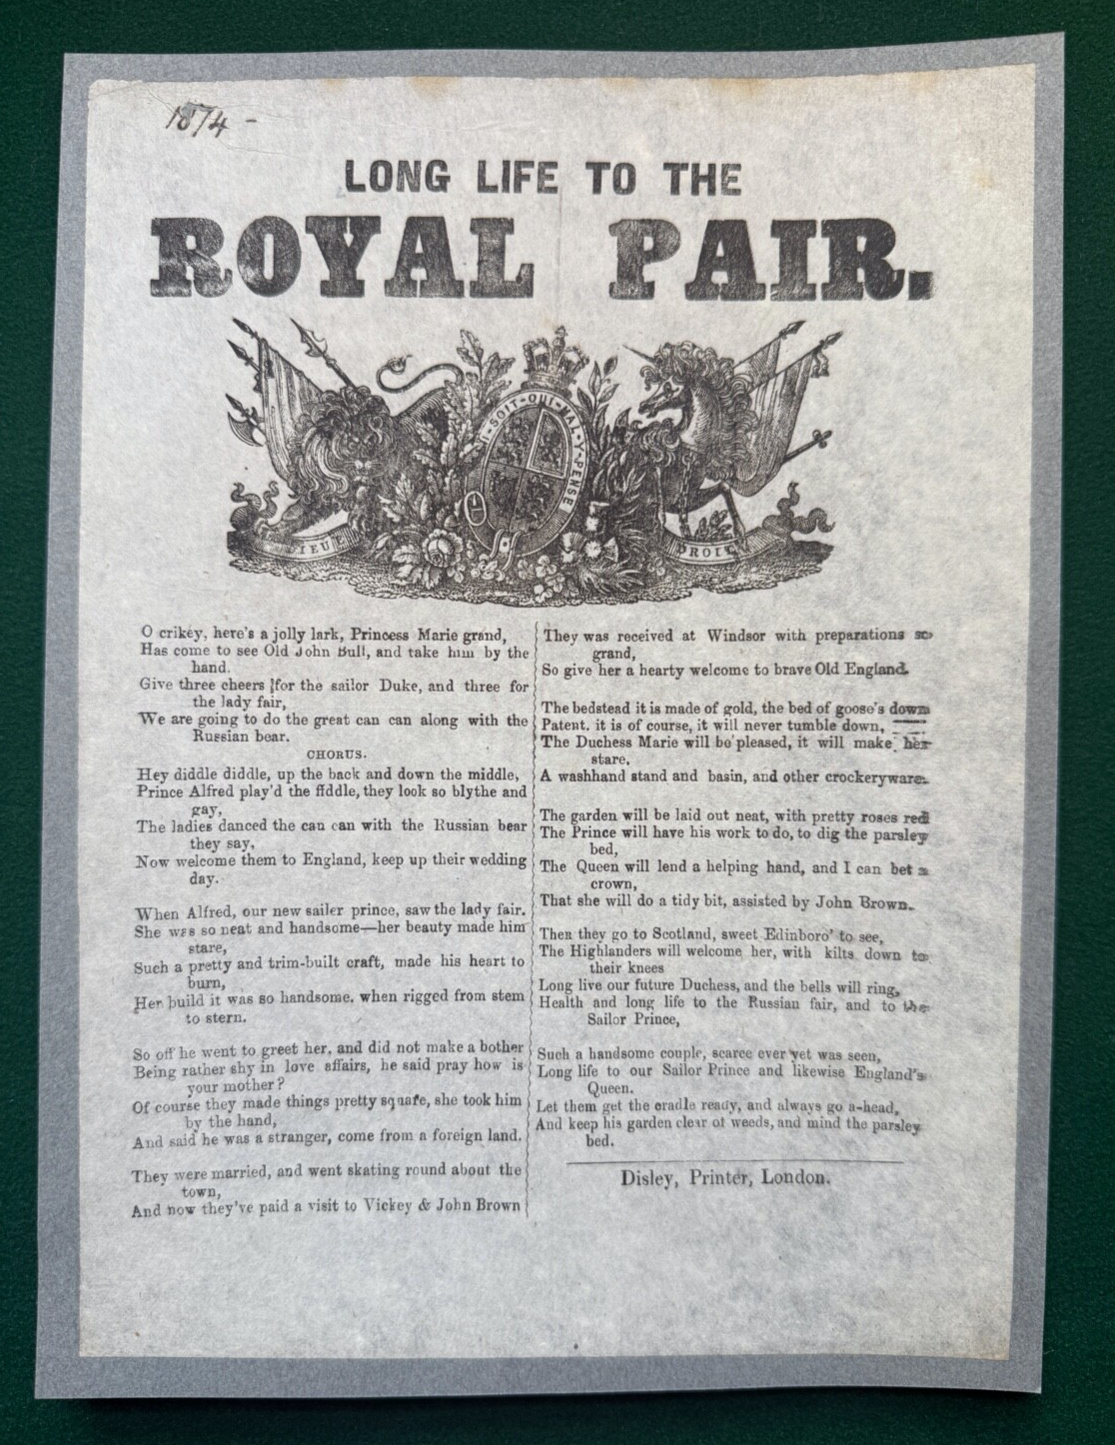 1874 -
LONG LIFE TO THE
ROYAL PAIR.
I·SOIT·QUI·MAL·Y·PENSE
DIEU E
DROIT
O crikey, here's a jolly lark, Princess Marie grand,
Has come to see Old John Bull, and take him by the
hand.
Give three cheers for the sailor Duke, and three for
the lady fair,
We are going to do the great can can along with the
Russian bear.
CHORUS.
Hey diddle diddle, up the back and down the middle,
Prince Alfred play'd the fiddle, they look so blythe and
gay,
The ladies danced the can can with the Russian bear
they say,
Now welcome them to England, keep up their wedding
day.
When Alfred, our new sailer prince, saw the lady fair.
She was so neat and handsome—her beauty made him
stare,
Such a pretty and trim-built craft, made his heart to
burn,
Her build it was so handsome. when rigged from stem
to stern.
So off he went to greet her, and did not make a bother
Being rather shy in love affairs, he said pray how is
your mother?
Of course they made things pretty square, she took him
by the hand,
And said he was a stranger, come from a foreign land.
They were married, and went skating round about the
town,
And now they've paid a visit to Vickey & John Brown
They was received at Windsor with preparations so
grand,
So give her a hearty welcome to brave Old England.
The bedstead it is made of gold, the bed of goose's down
Patent. it is of course, it will never tumble down,
The Duchess Marie will be pleased, it will make her
stare,
A washhand stand and basin, and other crockeryware.
The garden will be laid out neat, with pretty roses red
The Prince will have his work to do, to dig the parsley
bed,
The Queen will lend a helping hand, and I can bet a
crown,
That she will do a tidy bit, assisted by John Brown.
Then they go to Scotland, sweet Edinboro' to see,
The Highlanders will welcome her, with kilts down to
their knees
Long live our future Duchess, and the bells will ring,
Health and long life to the Russian fair, and to the
Sailor Prince,
Such a handsome couple, scarce ever yet was seen,
Long life to our Sailor Prince and likewise England's
Queen.
Let them get the cradle ready, and always go a-head,
And keep his garden clear of weeds, and mind the parsley
bed.
Disley, Printer, London.